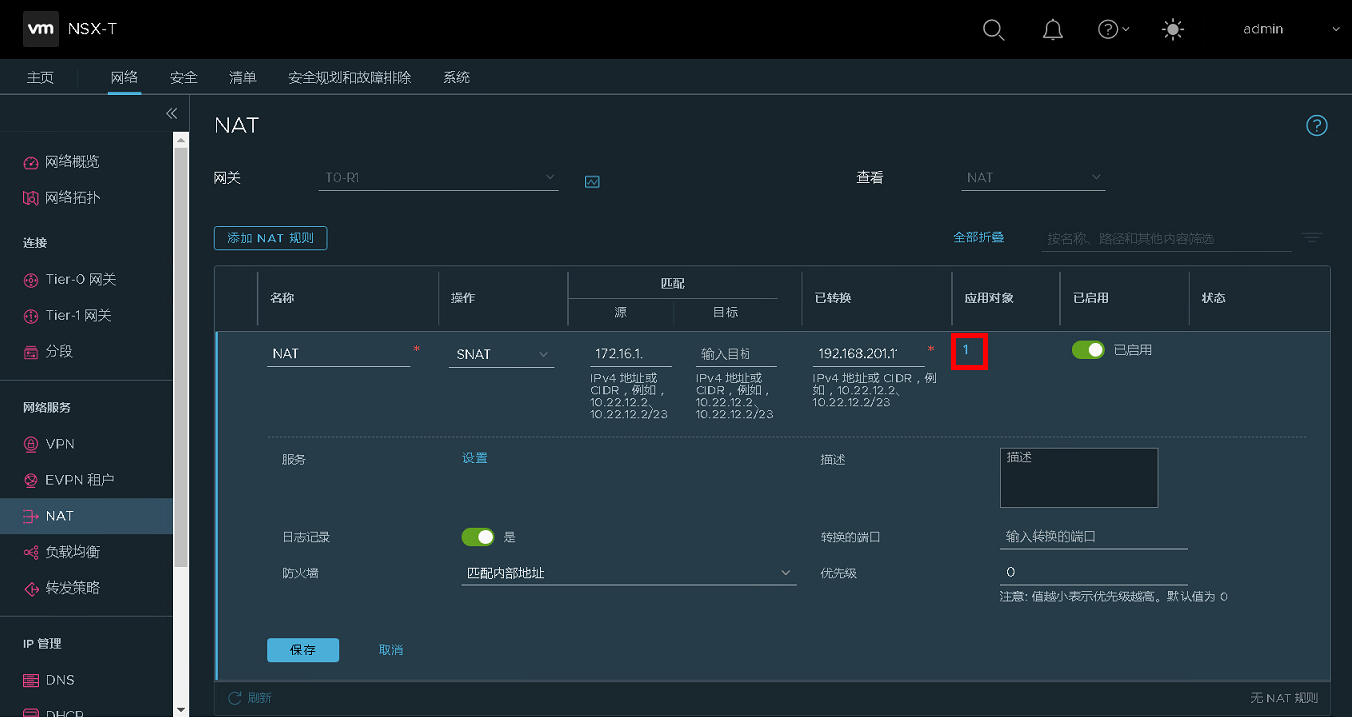 vm NSX-T admin
主页 网络 安全 清单 安全规划和故障排除 系统
NAT
网络概览
网络拓扑
连接
Tier-0 网关
Tier-1 网关
分段
网络服务
VPN
EVPN 租户
NAT
负载均衡
转发策略
IP 管理
DNS
DHCP
网关 T0-R1 查看 NAT
添加 NAT 规则 全部折叠 按名称、路径和其他内容筛选
名称 操作 匹配 已转换 应用对象 已启用 状态
源 目标
NAT * SNAT 172.16.1. 输入目标 192.168.201.1 * 1 已启用
IPv4 地址或 CIDR，例如，10.22.12.2、10.22.12.2/23
IPv4 地址或 CIDR，例如，10.22.12.2、10.22.12.2/23
IPv4 地址或 CIDR，例如，10.22.12.2、10.22.12.2/23
服务 设置 描述 描述
日志记录 是 转换的端口 输入转换的端口
防火墙 匹配内部地址 优先级 0
注意: 值越小表示优先级越高。默认值为 0
保存 取消
刷新 无 NAT 规则